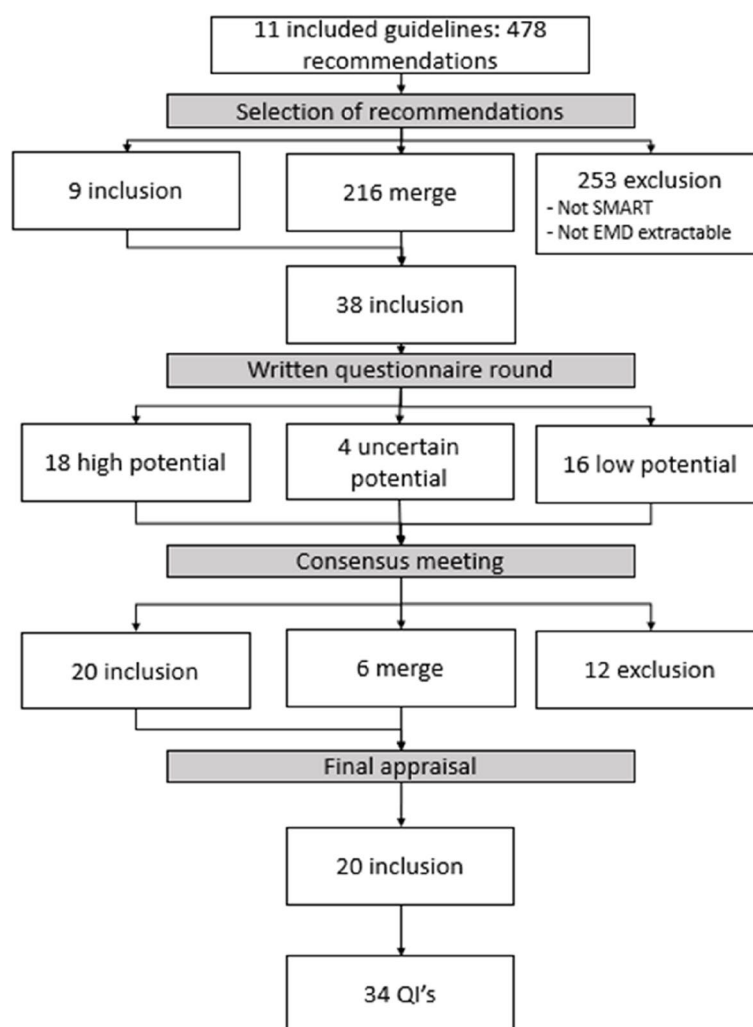 11 included guidelines: 478
recommendations
Selection of recommendations
9 inclusion
216 merge
253 exclusion
- Not SMART
- Not EMD extractable
38 inclusion
Written questionnaire round
18 high potential
4 uncertain
potential
16 low potential
Consensus meeting
20 inclusion
6 merge
12 exclusion
Final appraisal
20 inclusion
34 QI's